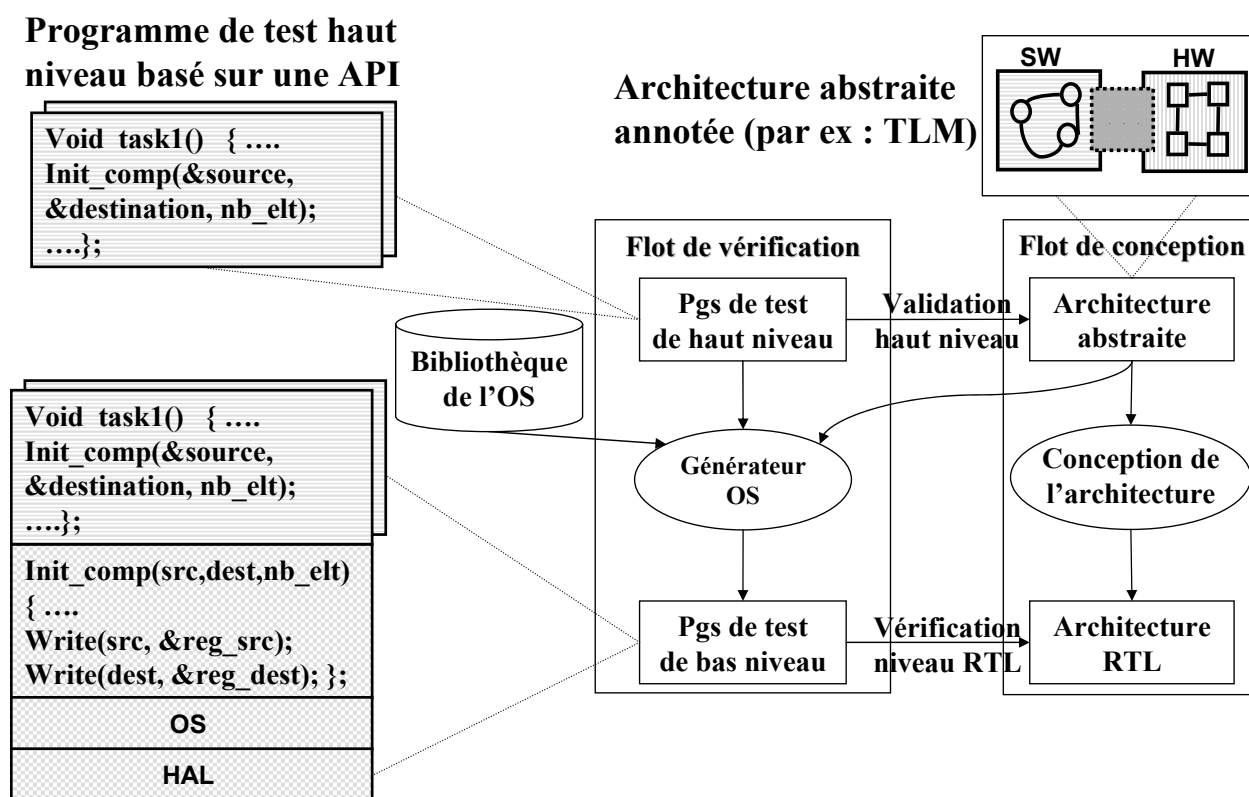 Programme de test haut
niveau basé sur une API
Void task1() { ….
Init_comp(&source,
&destination, nb_elt);
….};
Architecture abstraite
annotée (par ex : TLM)
SW
HW
Flot de vérification
Flot de conception
Pgs de test
de haut niveau
Validation
haut niveau
Architecture
abstraite
Bibliothèque
de l’OS
Générateur
OS
Conception de
l’architecture
Void task1() { ….
Init_comp(&source,
&destination, nb_elt);
….};
Init_comp(src,dest,nb_elt)
{ ….
Write(src, &reg_src);
Write(dest, &reg_dest); };
OS
HAL
Pgs de test
de bas niveau
Vérification
niveau RTL
Architecture
RTL